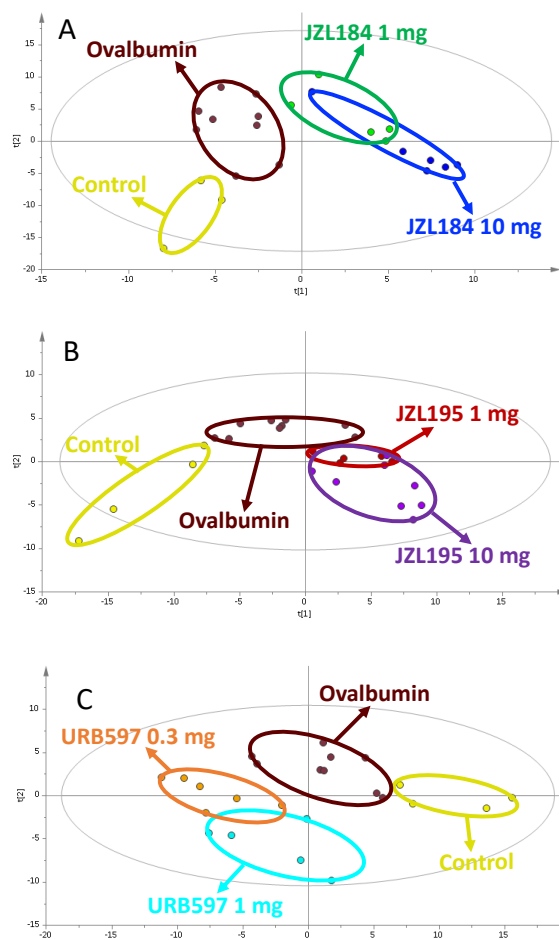 A
Ovalbumin
JZL184 1 mg
Control
JZL184 10 mg
t[2]
15
10
5
0
-5
-10
-15
-20
-15
-10
-5
0
5
10
t[1]
B
Control
JZL195 1 mg
Ovalbumin
JZL195 10 mg
t[2]
10
5
0
-5
-10
-15
-20
-15
-10
-5
0
5
10
15
t[1]
C
Ovalbumin
URB597 0.3 mg
Control
URB597 1 mg
t[2]
10
5
0
-5
-10
-15
-20
-15
-10
-5
0
5
10
15